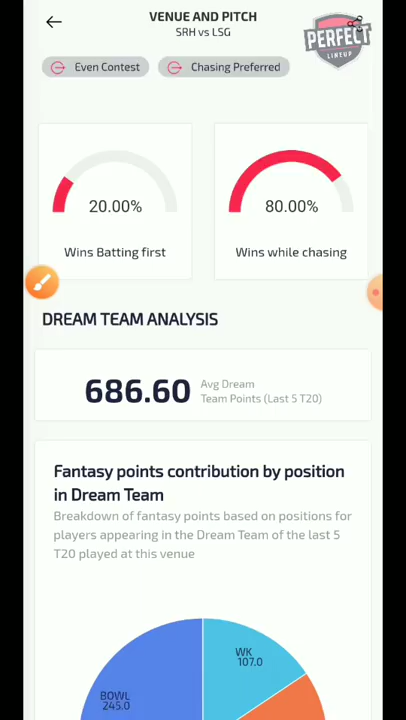 VENUE AND PITCH
SRH vs LSG
PERFECT
LINEUP
Even Contest
Chasing Preferred
20.00%
80.00%
Wins Batting first
Wins while chasing
DREAM TEAM ANALYSIS
686.60
Avg Dream
Team Points (Last 5 T20)
Fantasy points contribution by position
in Dream Team
Breakdown of fantasy points based on positions for
players appearing in the Dream Team of the last 5
T20 played at this venue
WK
107.0
BOWL
245.0